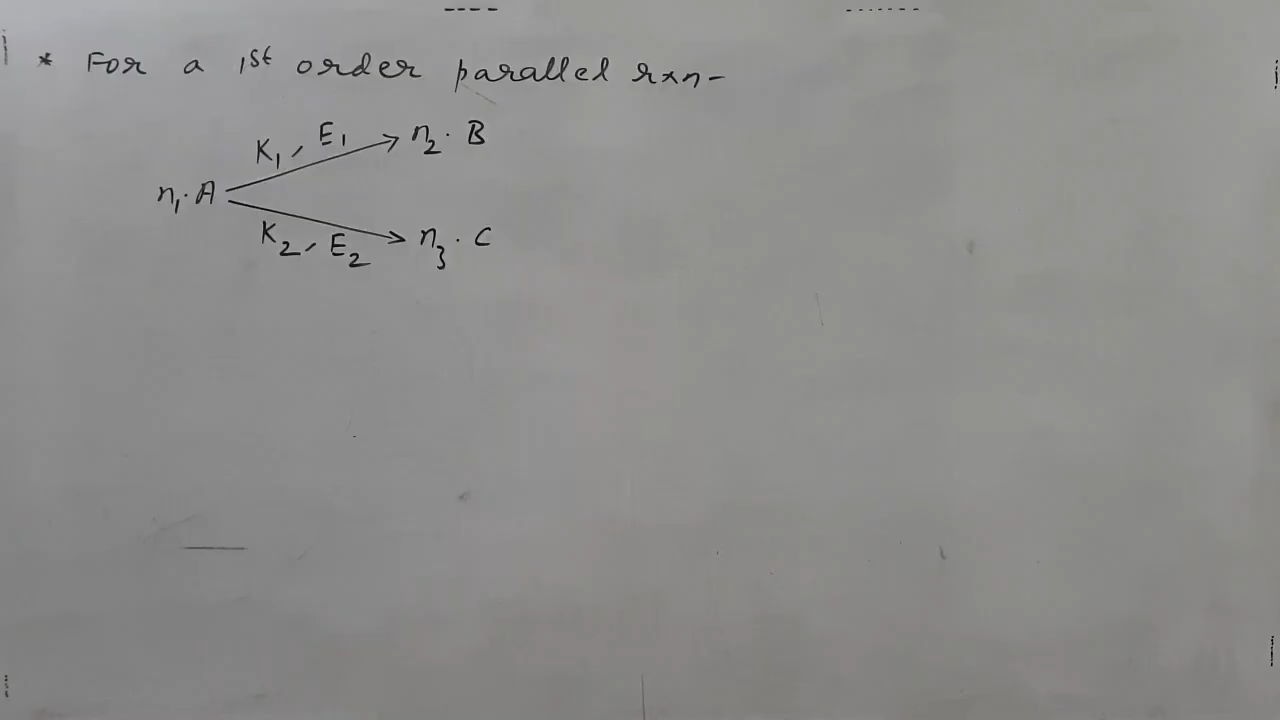 * For a 1st order parallel rxn-
K₁, E₁ → n₂. B
n₁. A
K₂, E₂ → n₃. C